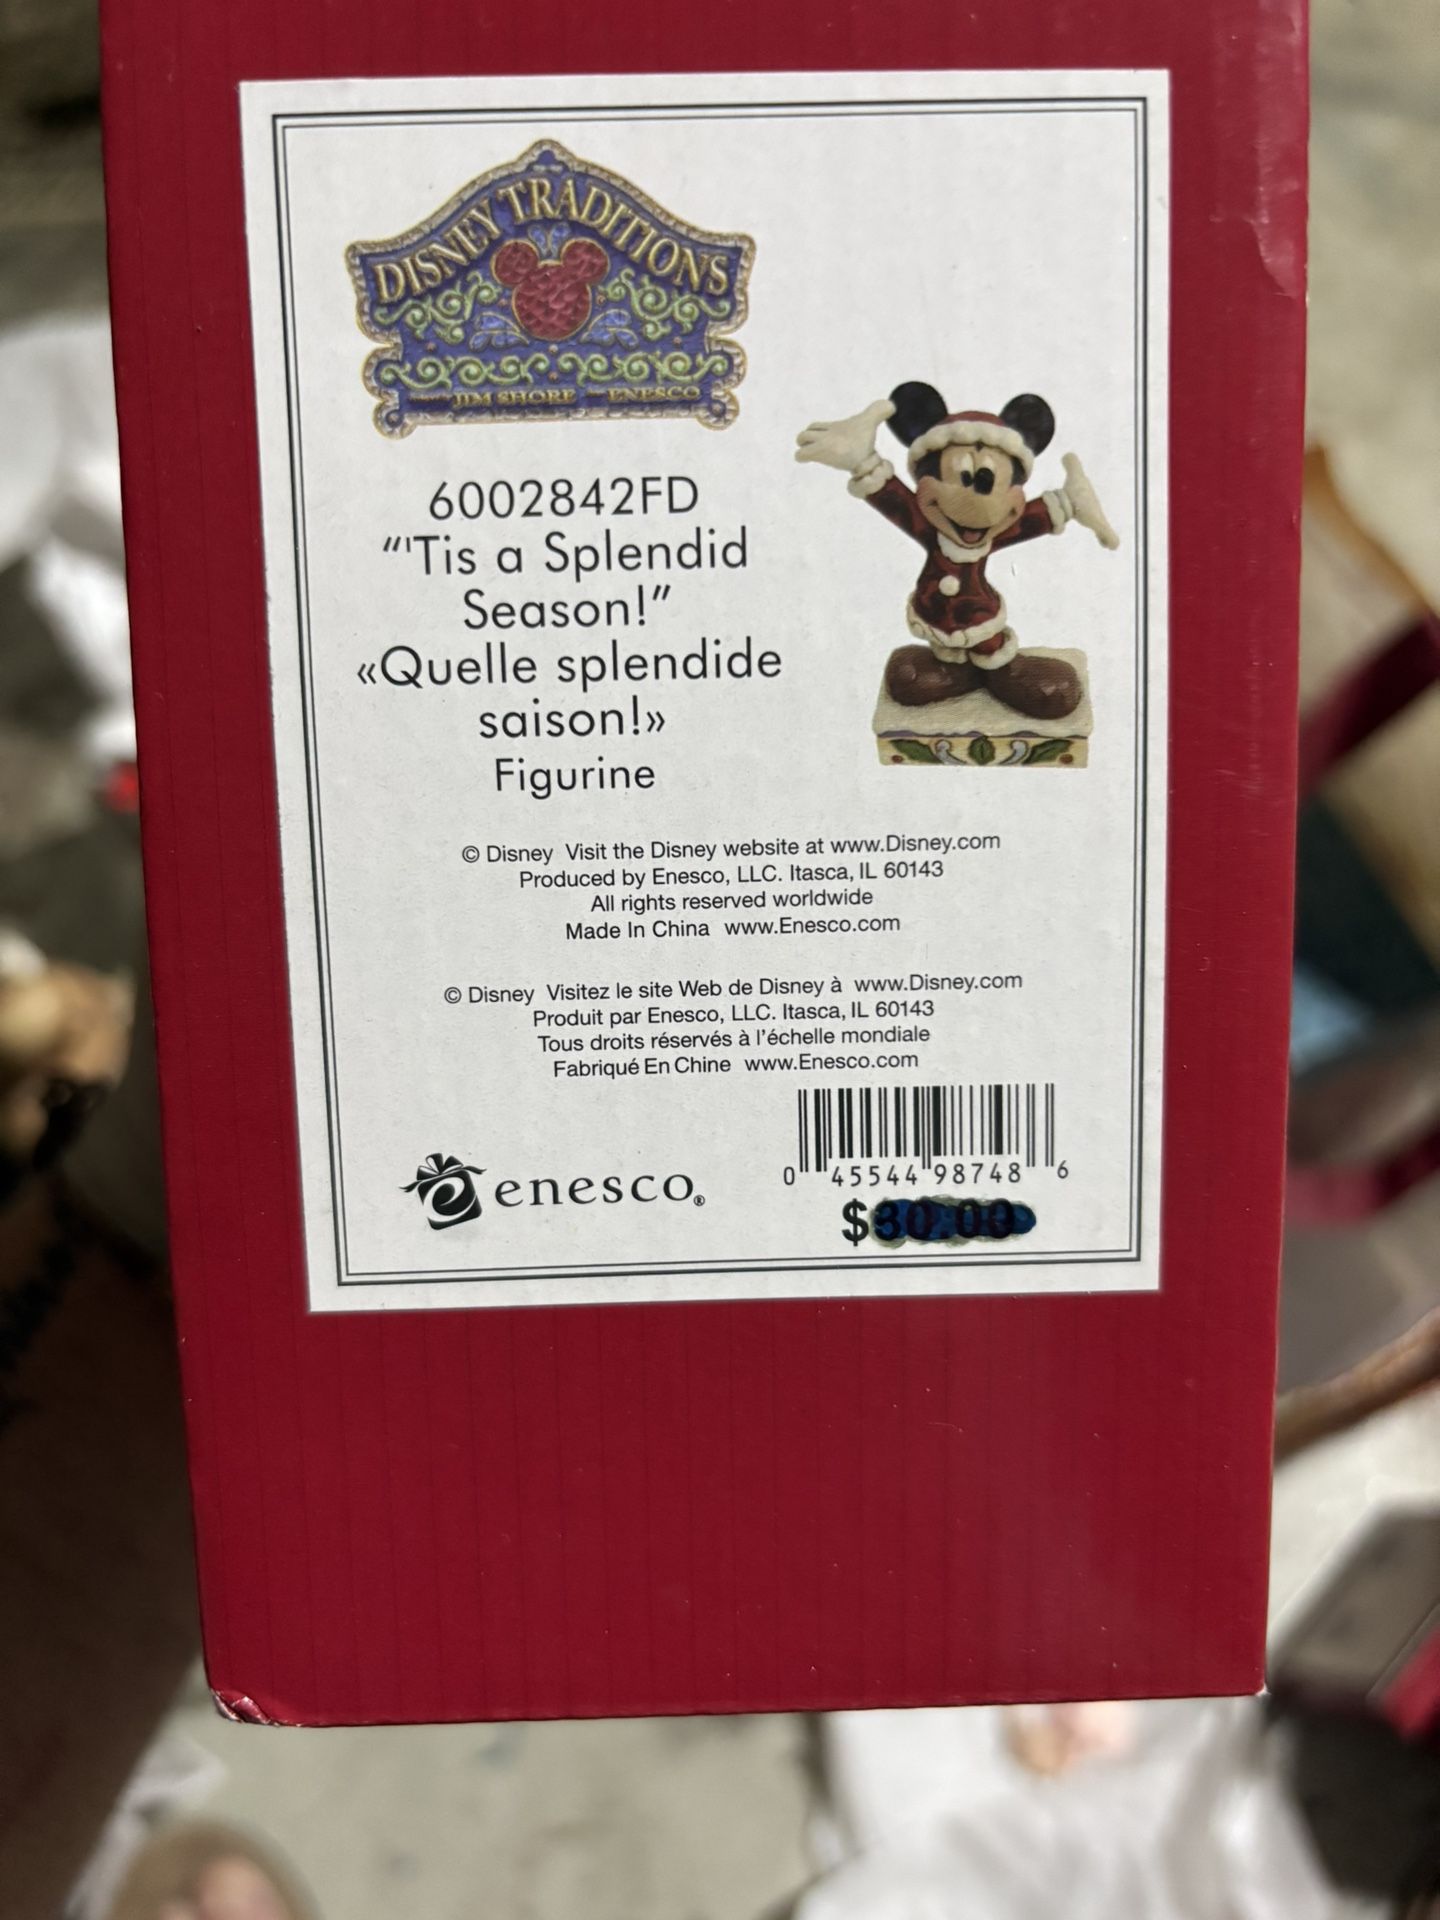 DISNEY TRADITIONS
JIM SHORE ENESCO
6002842FD
“'Tis a Splendid
Season!”
«Quelle splendide
saison!»
Figurine
© Disney Visit the Disney website at www.Disney.com
Produced by Enesco, LLC. Itasca, IL 60143
All rights reserved worldwide
Made In China www.Enesco.com
© Disney Visitez le site Web de Disney à www.Disney.com
Produit par Enesco, LLC. Itasca, IL 60143
Tous droits réservés à l'échelle mondiale
Fabriqué En Chine www.Enesco.com
enesco®
0 45544 98748 6
$30.00